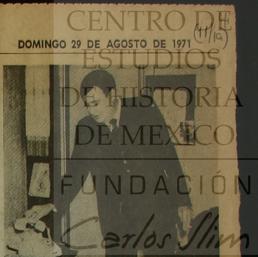 CENTRO DE
DOMINGO 29 DE AGOSTO DE 1971
ESTUDIOS
DE HISTORIA
DE MEXICO
FUNDACIÓN
Carlos Slim